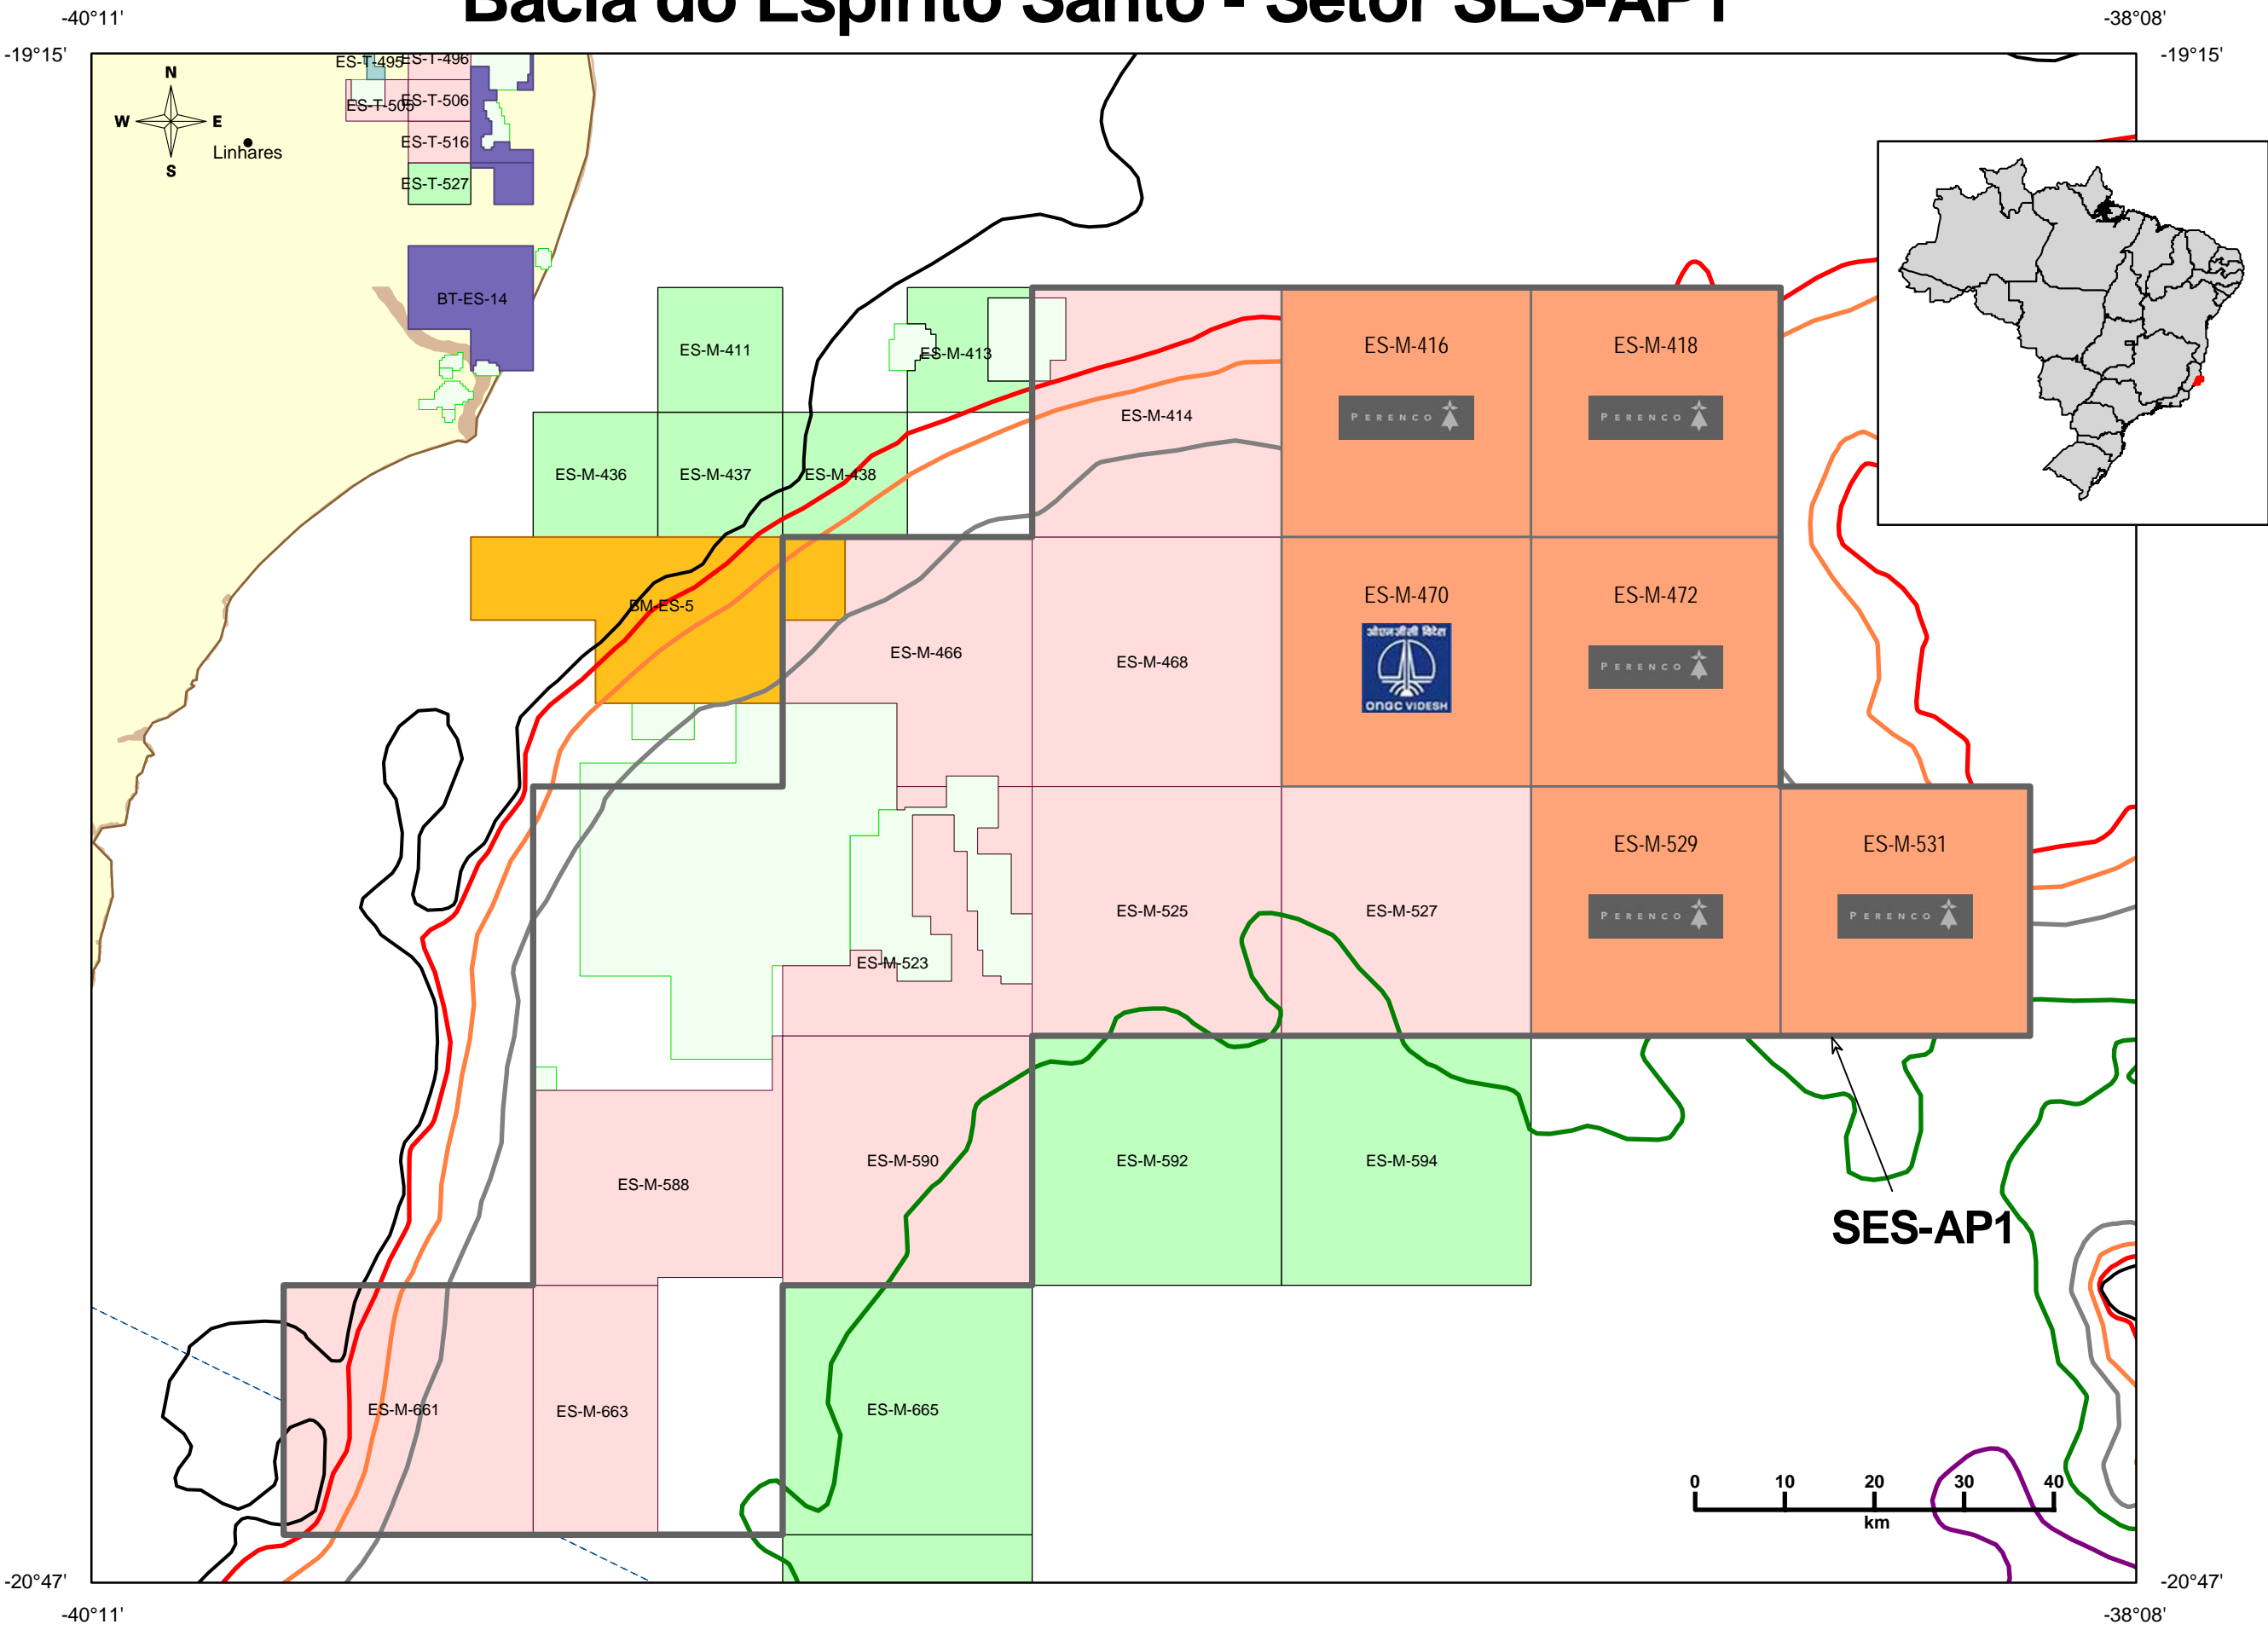 Bacia do Espírito Santo - Setor SES-AP1
-40°11'
-38°08'
-19°15'
-19°15'
N
W
E
S
Linhares
ES-T-495
ES-T-496
ES-T-505
ES-T-506
ES-T-516
ES-T-527
BT-ES-14
ES-M-411
ES-M-413
ES-M-414
ES-M-416
PERENCO
ES-M-418
PERENCO
ES-M-436
ES-M-437
ES-M-438
BM-ES-5
ES-M-466
ES-M-468
ES-M-470
ओएनजीसी विदेश
ONGC VIDESH
ES-M-472
PERENCO
ES-M-523
ES-M-525
ES-M-527
ES-M-529
PERENCO
ES-M-531
PERENCO
ES-M-588
ES-M-590
ES-M-592
ES-M-594
SES-AP1
ES-M-661
ES-M-663
ES-M-665
0 10 20 30 40
km
-20°47'
-20°47'
-40°11'
-38°08'